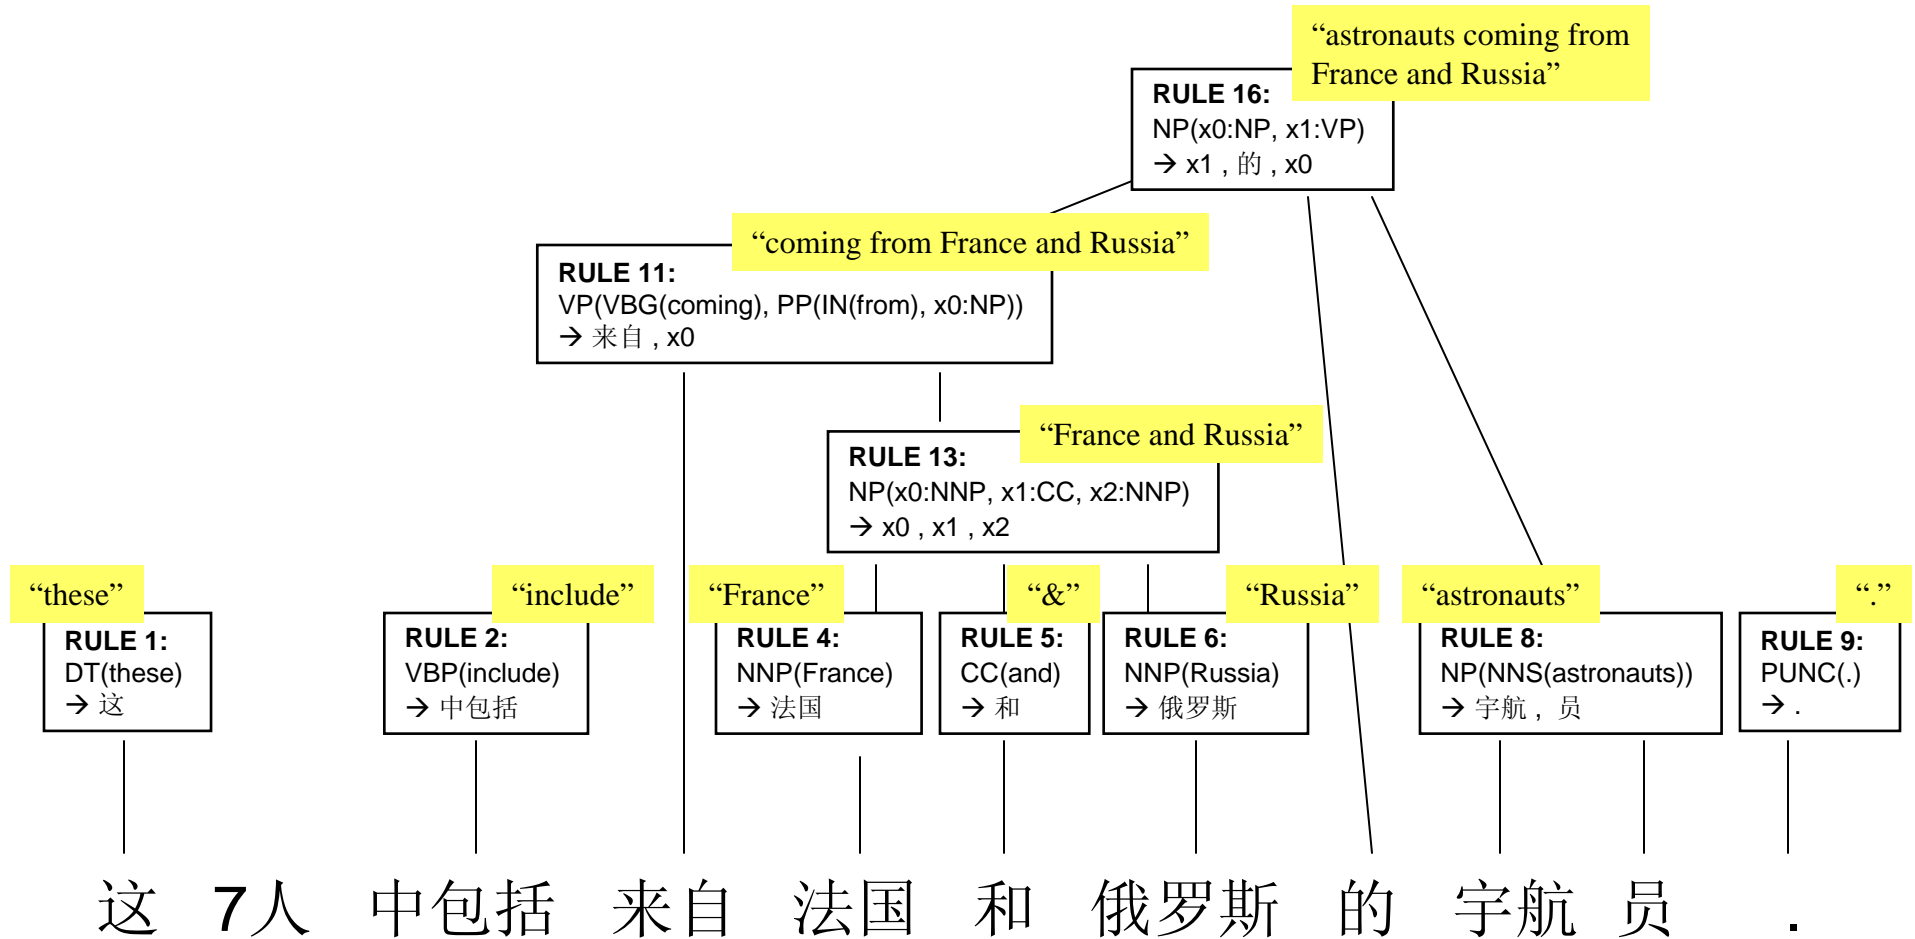 “astronauts coming from
France and Russia”
RULE 16:
NP(x0:NP, x1:VP)
→ x1 , 的 , x0
“coming from France and Russia”
RULE 11:
VP(VBG(coming), PP(IN(from), x0:NP))
→ 来自 , x0
“France and Russia”
RULE 13:
NP(x0:NNP, x1:CC, x2:NNP)
→ x0 , x1 , x2
“these”
RULE 1:
DT(these)
→ 这
“include”
RULE 2:
VBP(include)
→ 中包括
“France”
RULE 4:
NNP(France)
→ 法国
“&”
RULE 5:
CC(and)
→ 和
“Russia”
RULE 6:
NNP(Russia)
→ 俄罗斯
“astronauts”
RULE 8:
NP(NNS(astronauts))
→ 宇航 , 员
“.”
RULE 9:
PUNC(.)
→ .
这 7人 中包括 来自 法国 和 俄罗斯 的 宇航 员 .